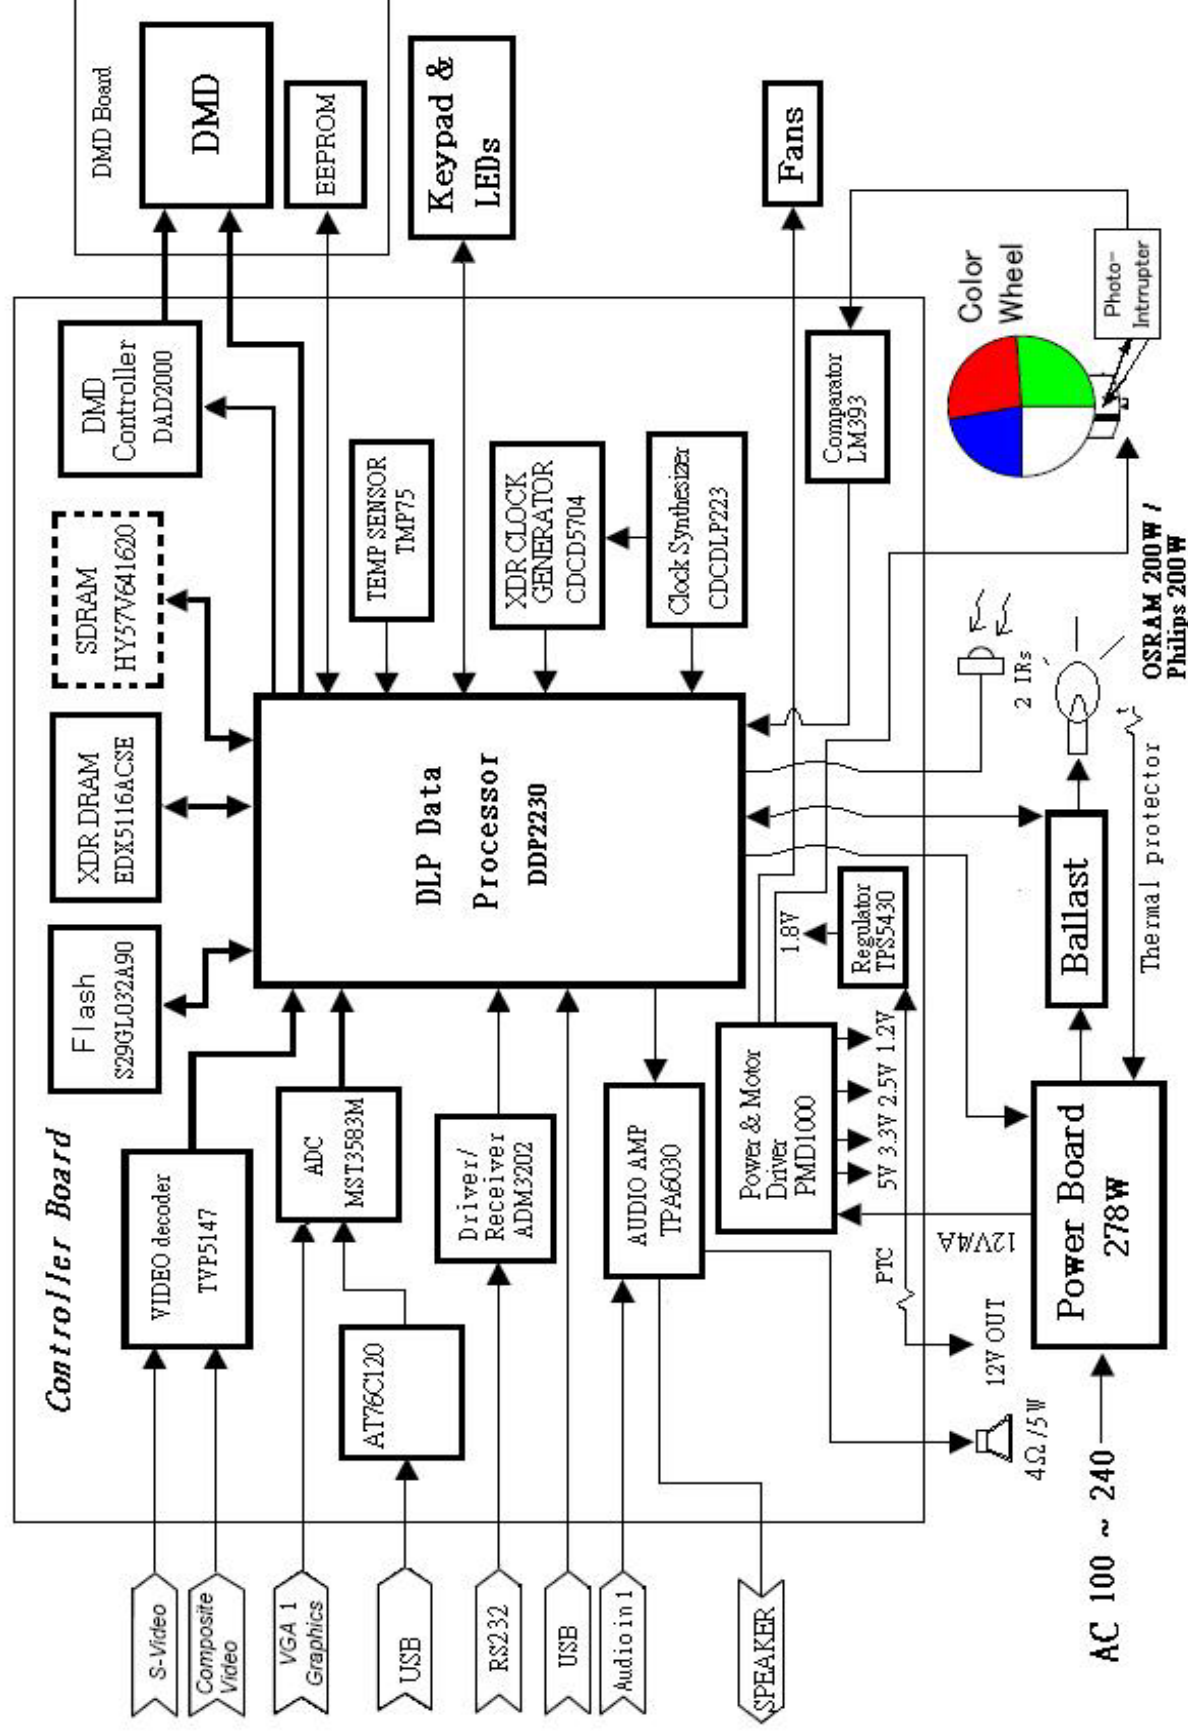 Controller Board
DMD Board
S-Video
Composite
Video
VGA 1
Graphics
USB
RS232
USB
Audio in 1
SPEAKER
VIDEO decoder
TVP5147
ADC
MST3583M
AT76C120
Driver/
Receiver
ADM3202
AUDIO AMP
TPA6030
Flash
S29GL032A90
XDR DRAM
EDX5116ACSE
SDRAM
HY57V641620
DMD
Controller
DAD2000
DMD
EEPROM
Keypad &
LEDs
DLP Data
Processor
DDP2230
TEMP SENSOR
TMP75
XDR CLOCK
GENERATOR
CDCD5704
Clock Synthesizer
CDCDLP223
Comparator
LM393
Fans
Color
Wheel
Photo-
Intrrupter
Power & Motor
Driver
PMD1000
5V 3.3V 2.5V 1.2V
1.8V
Regulator
TPS5430
PTC
12V/4A
12V OUT
4Ω/5W
Power Board
278W
AC 100 ~ 240
Ballast
Thermal protector
t
2 IRs
OSRAM 200W /
Philips 200W